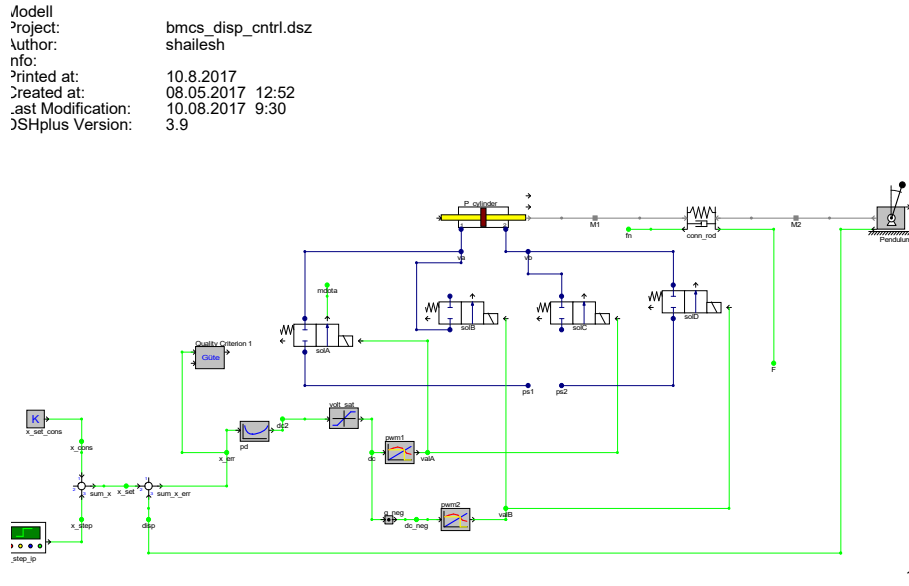 Modell
Project: bmcs_disp_cntrl.dsz
Author: shailesh
nfo:
Printed at: 10.8.2017
Created at: 08.05.2017 12:52
Last Modification: 10.08.2017 9:30
DSHplus Version: 3.9
P_cylinder
M1
fn
conn_rod
M2
Pendulum
va
vb
mdota
solA
solB
solC
solD
Quality Criterion 1
Güte
ps1
ps2
F
K
x_set_cons
volt_sat
dc2
pd
x_cons
x_err
dc
pwm1
valA
sum_x
x_set
sum_x_err
x_step
disp
g_neg
dc_neg
pwm2
valB
_step_ip